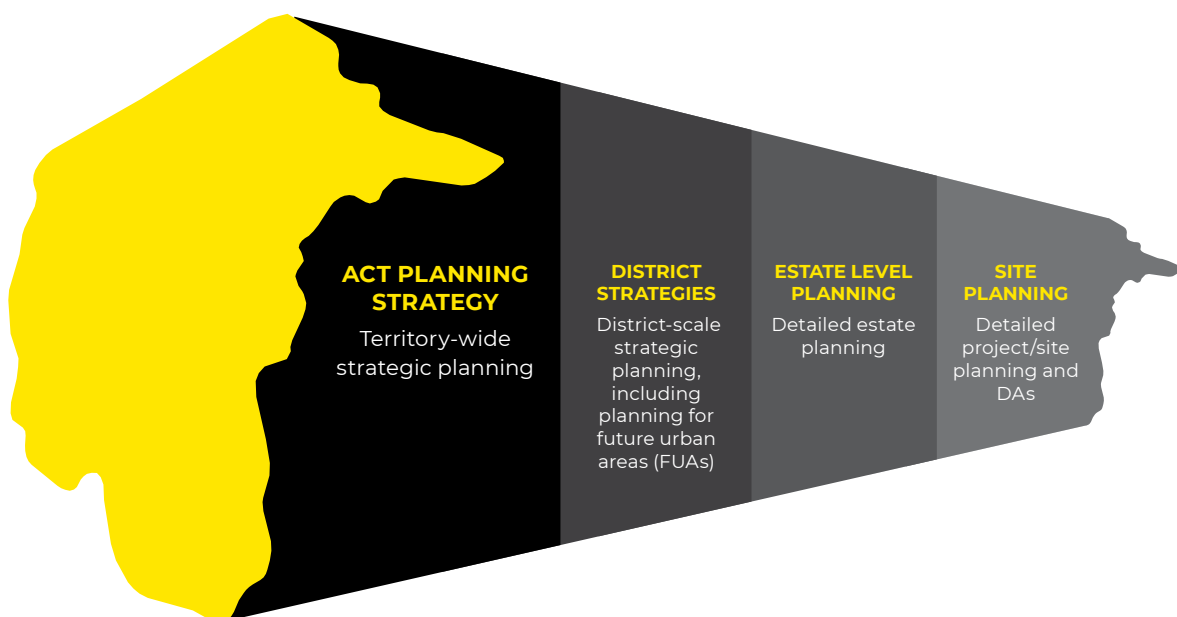 ACT PLANNING
STRATEGY
Territory-wide
strategic planning
DISTRICT
STRATEGIES
District-scale
strategic
planning,
including
planning for
future urban
areas (FUAs)
ESTATE LEVEL
PLANNING
Detailed estate
planning
SITE
PLANNING
Detailed
project/site
planning and
DAs